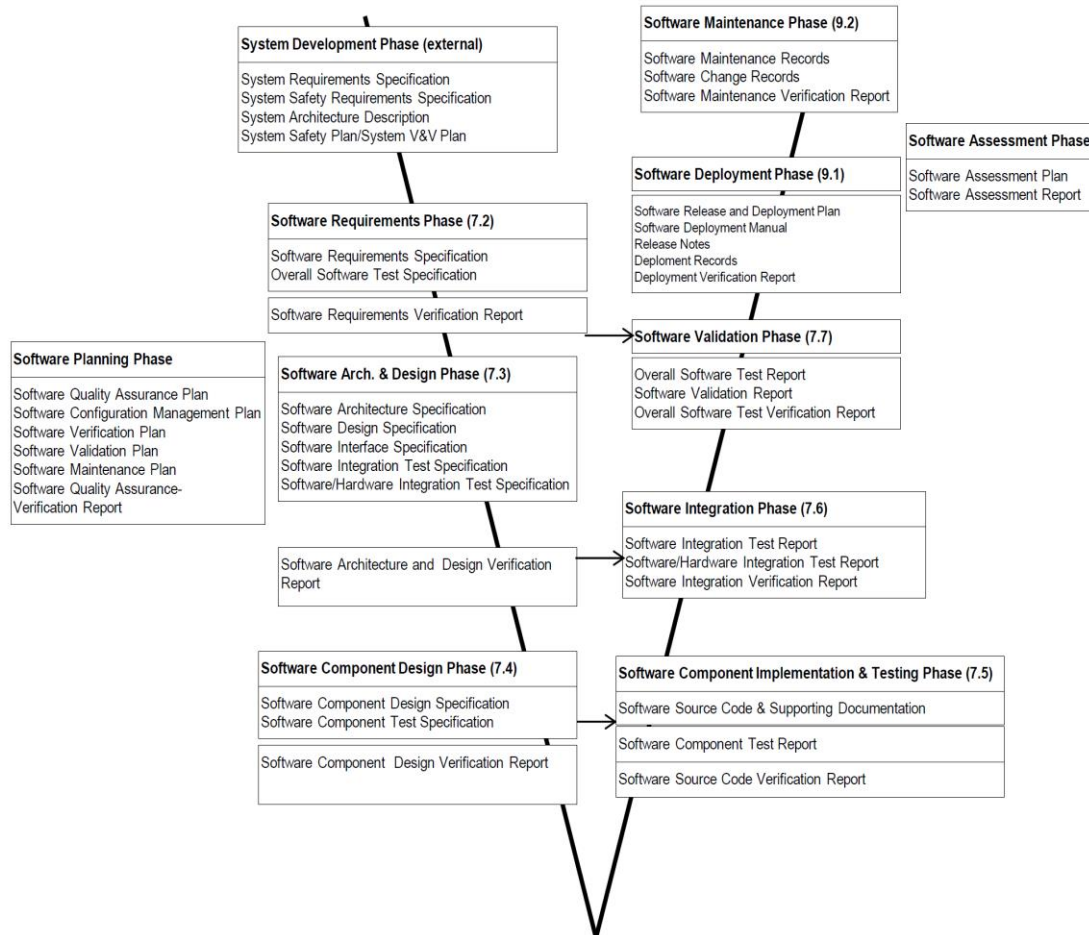 System Development Phase (external)
System Requirements Specification
System Safety Requirements Specification
System Architecture Description
System Safety Plan/System V&V Plan
Software Maintenance Phase (9.2)
Software Maintenance Records
Software Change Records
Software Maintenance Verification Report
Software Assessment Phase
Software Assessment Plan
Software Assessment Report
Software Deployment Phase (9.1)
Software Release and Deployment Plan
Software Deployment Manual
Release Notes
Deploment Records
Deployment Verification Report
Software Requirements Phase (7.2)
Software Requirements Specification
Overall Software Test Specification
Software Requirements Verification Report
Software Validation Phase (7.7)
Overall Software Test Report
Software Validation Report
Overall Software Test Verification Report
Software Planning Phase
Software Quality Assurance Plan
Software Configuration Management Plan
Software Verification Plan
Software Validation Plan
Software Maintenance Plan
Software Quality Assurance-
Verification Report
Software Arch. & Design Phase (7.3)
Software Architecture Specification
Software Design Specification
Software Interface Specification
Software Integration Test Specification
Software/Hardware Integration Test Specification
Software Architecture and Design Verification
Report
Software Integration Phase (7.6)
Software Integration Test Report
Software/Hardware Integration Test Report
Software Integration Verification Report
Software Component Design Phase (7.4)
Software Component Design Specification
Software Component Test Specification
Software Component Design Verification Report
Software Component Implementation & Testing Phase (7.5)
Software Source Code & Supporting Documentation
Software Component Test Report
Software Source Code Verification Report